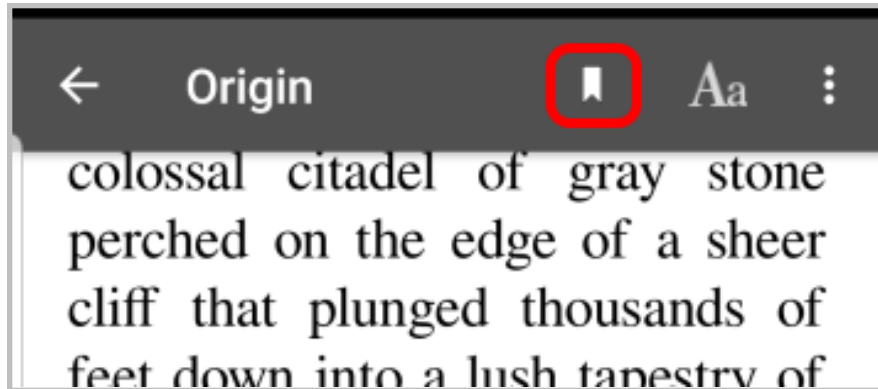 Origin Aa
colossal citadel of gray stone
perched on the edge of a sheer
cliff that plunged thousands of
feet down into a lush tapestry of